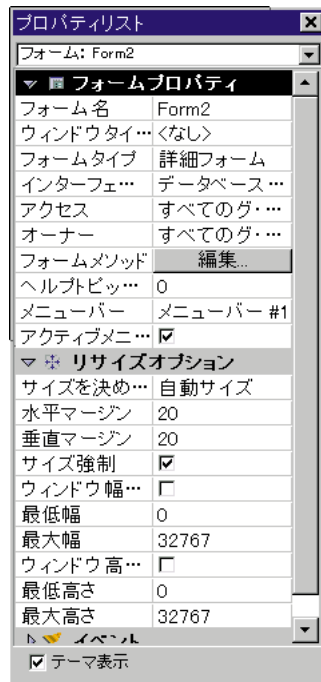 プロパティリスト
フォーム: Form2
フォームプロパティ
フォーム名 Form2
ウィンドウタイ… <なし>
フォームタイプ 詳細フォーム
インターフェ… データベース…
アクセス すべてのグ・…
オーナー すべてのグ・…
フォームメソッド 編集...
ヘルプトピッ… 0
メニューバー メニューバー #1
アクティブメニ…
リサイズオプション
サイズを決め… 自動サイズ
水平マージン 20
垂直マージン 20
サイズ強制
ウィンドウ幅…
最低幅 0
最大幅 32767
ウィンドウ高…
最低高さ 0
最大高さ 32767
イベント
テーマ表示